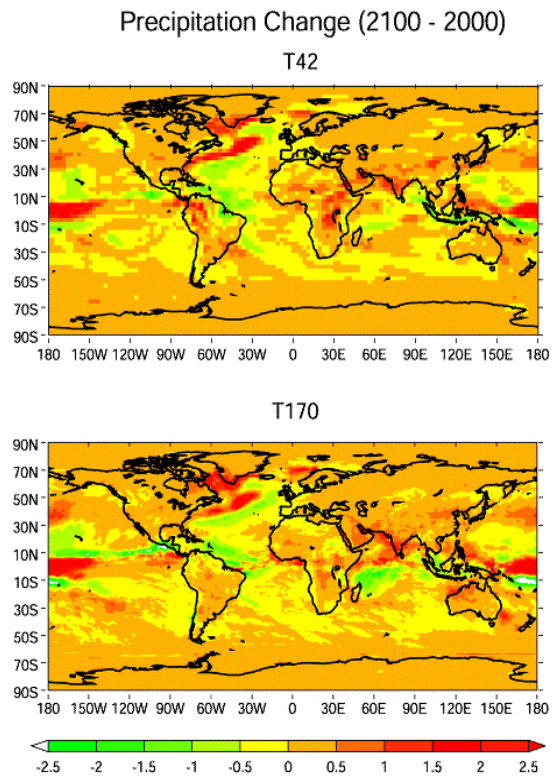 Precipitation Change (2100 - 2000)
T42
90N
70N
50N
30N
10N
10S
30S
50S
70S
90S
180 150W 120W 90W 60W 30W 0 30E 60E 90E 120E 150E 180
T170
90N
70N
50N
30N
10N
10S
30S
50S
70S
90S
180 150W 120W 90W 60W 30W 0 30E 60E 90E 120E 150E 180
-2.5 -2 -1.5 -1 -0.5 0 0.5 1 1.5 2 2.5